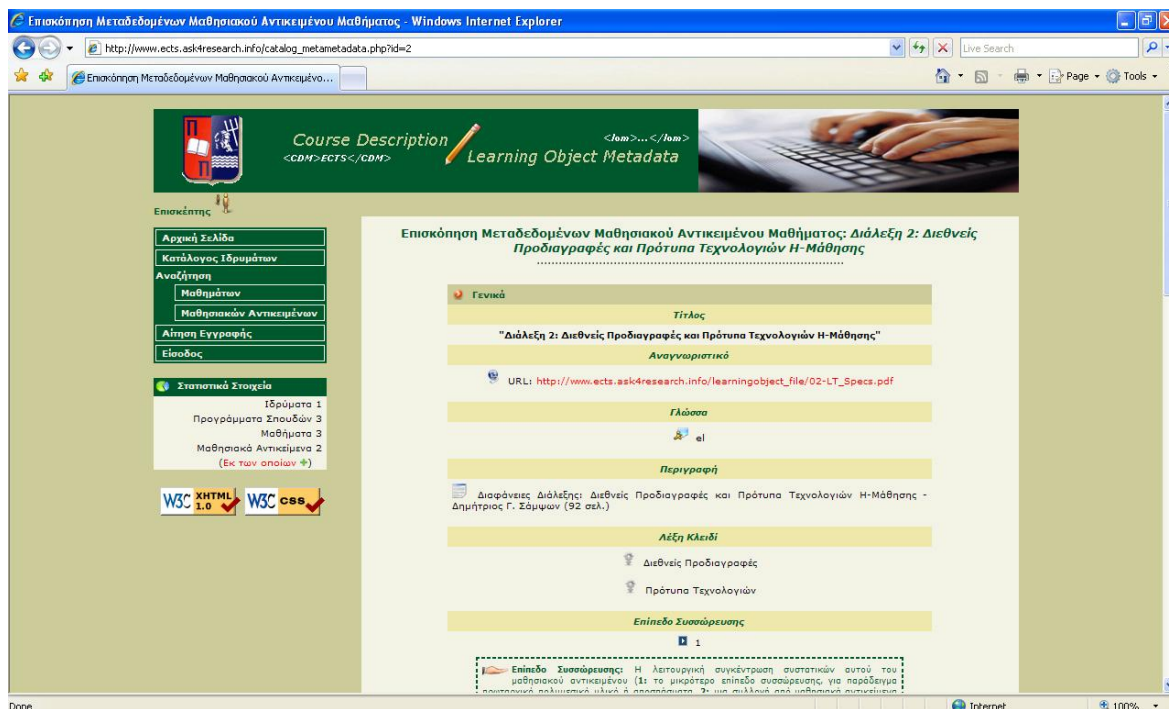 Επισκόπηση Μεταδεδομένων Μαθησιακού Αντικειμένου Μαθήματος - Windows Internet Explorer
http://www.ects.ask4research.info/catalog_metametadata.php?id=2
Live Search
Επισκόπηση Μεταδεδομένων Μαθησιακού Αντικειμένο...
Page
Tools
Course Description
<CDM>ECTS</CDM>
<lom>...</lom>
Learning Object Metadata
Επισκέπτης
Αρχική Σελίδα
Κατάλογος Ιδρυμάτων
Αναζήτηση
Μαθημάτων
Μαθησιακών Αντικειμένων
Αίτηση Εγγραφής
Είσοδος
Στατιστικά Στοιχεία
Ιδρύματα 1
Προγράμματα Σπουδών 3
Μαθήματα 3
Μαθησιακά Αντικείμενα 2
(Εκ των οποίων +)
W3C XHTML 1.0
W3C css
Επισκόπηση Μεταδεδομένων Μαθησιακού Αντικειμένου Μαθήματος: Διάλεξη 2: Διεθνείς
Προδιαγραφές και Πρότυπα Τεχνολογιών Η-Μάθησης
Γενικά
Τίτλος
"Διάλεξη 2: Διεθνείς Προδιαγραφές και Πρότυπα Τεχνολογιών Η-Μάθησης"
Αναγνωριστικό
URL: http://www.ects.ask4research.info/learningobject_file/02-LT_Specs.pdf
Γλώσσα
el
Περιγραφή
Διαφάνειες Διάλεξης: Διεθνείς Προδιαγραφές και Πρότυπα Τεχνολογιών Η-Μάθησης -
Δημήτριος Γ. Σάμψων (92 σελ.)
Λέξη Κλειδί
Διεθνείς Προδιαγραφές
Πρότυπα Τεχνολογιών
Επίπεδο Συσσώρευσης
1
Επίπεδο Συσσώρευσης: Η λειτουργική συγκέντρωση συστατικών αυτού του
μαθησιακού αντικειμένου (1: το μικρότερο επίπεδο συσσώρευσης, για παράδειγμα
Done
Internet
100%